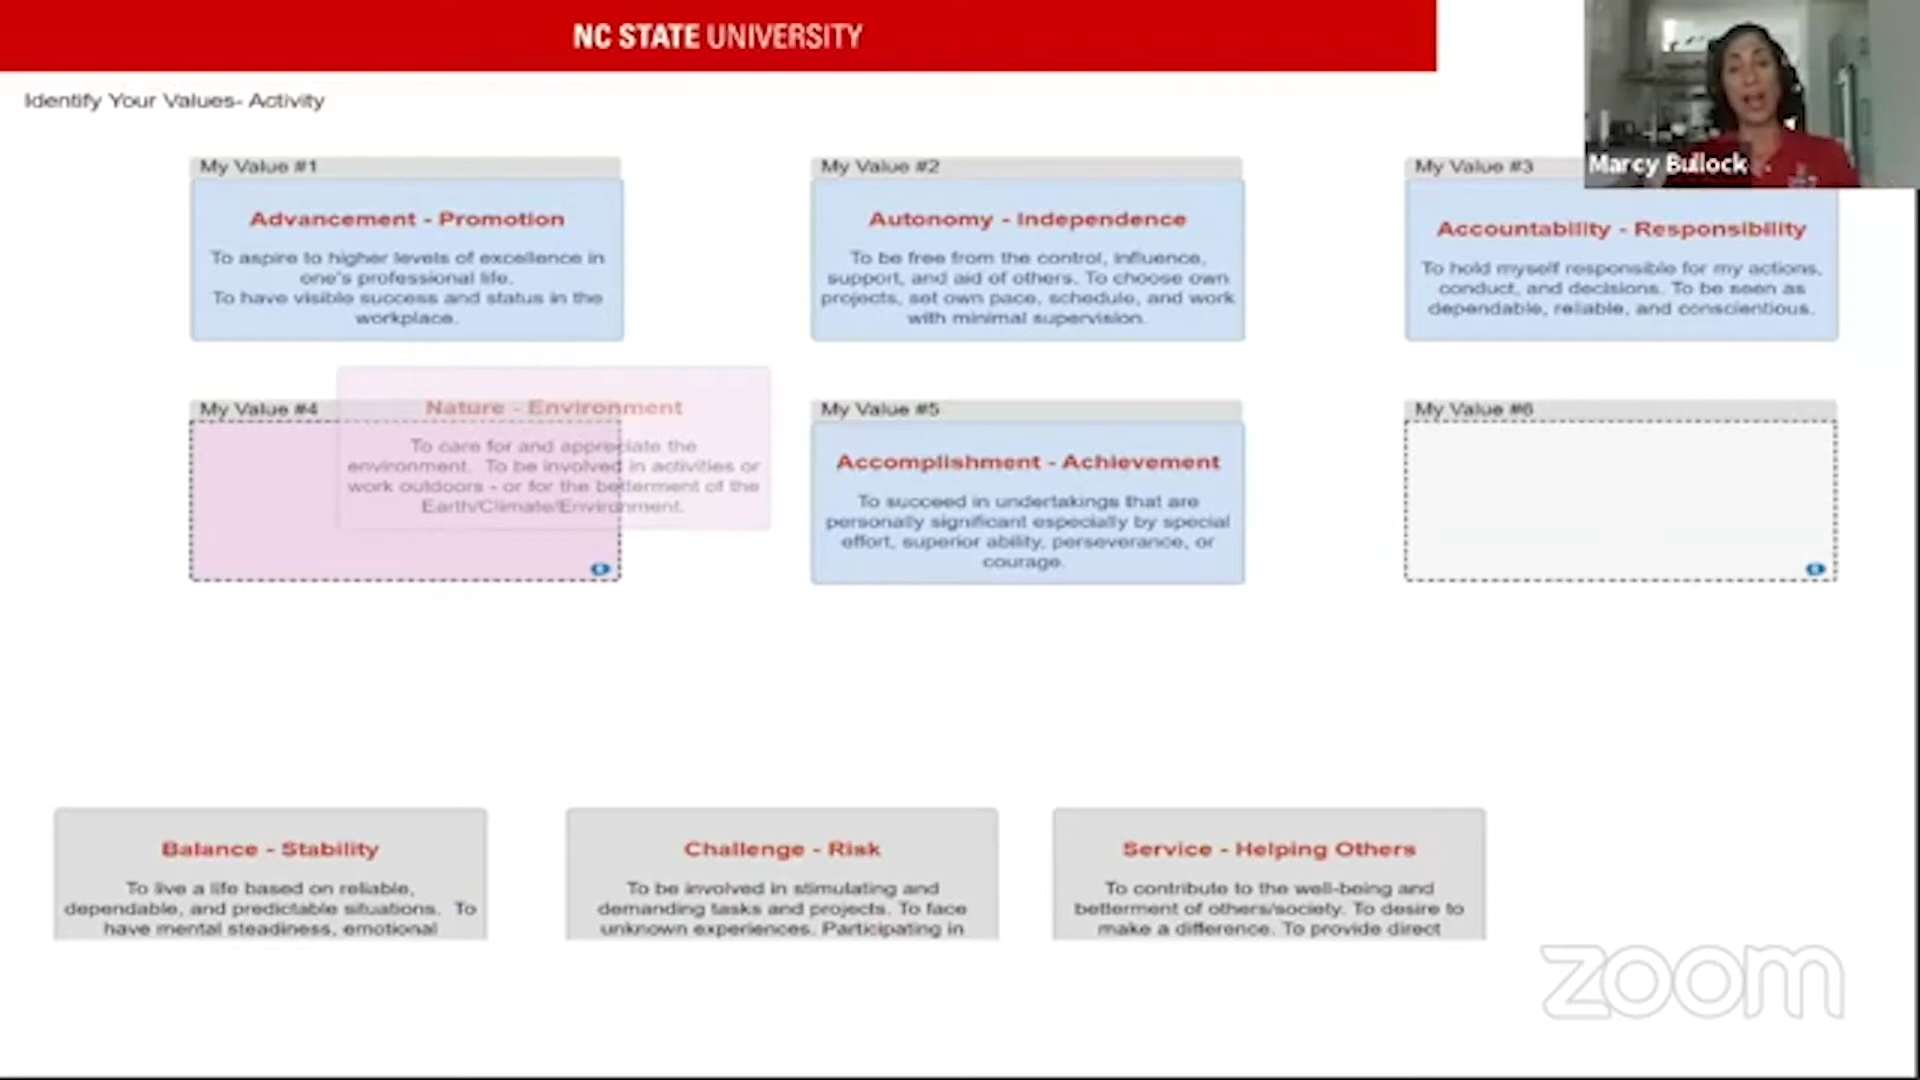 NC STATE UNIVERSITY
Identify Your Values- Activity
Marcy Bullock
My Value #1
Advancement - Promotion
To aspire to higher levels of excellence in
one's professional life.
To have visible success and status in the
workplace.
My Value #2
Autonomy - Independence
To be free from the control, influence,
support, and aid of others. To choose own
projects, set own pace, schedule, and work
with minimal supervision.
My Value #3
Accountability - Responsibility
To hold myself responsible for my actions,
conduct, and decisions. To be seen as
dependable, reliable, and conscientious.
My Value #4
Nature - Environment
To care for and appreciate the
environment. To be involved in activities or
work outdoors - or for the betterment of the
Earth/Climate/Environment.
My Value #5
Accomplishment - Achievement
To succeed in undertakings that are
personally significant especially by special
effort, superior ability, perseverance, or
courage.
My Value #6
Balance - Stability
To live a life based on reliable,
dependable, and predictable situations. To
have mental steadiness, emotional
Challenge - Risk
To be involved in stimulating and
demanding tasks and projects. To face
unknown experiences. Participating in
Service - Helping Others
To contribute to the well-being and
betterment of others/society. To desire to
make a difference. To provide direct
zoom